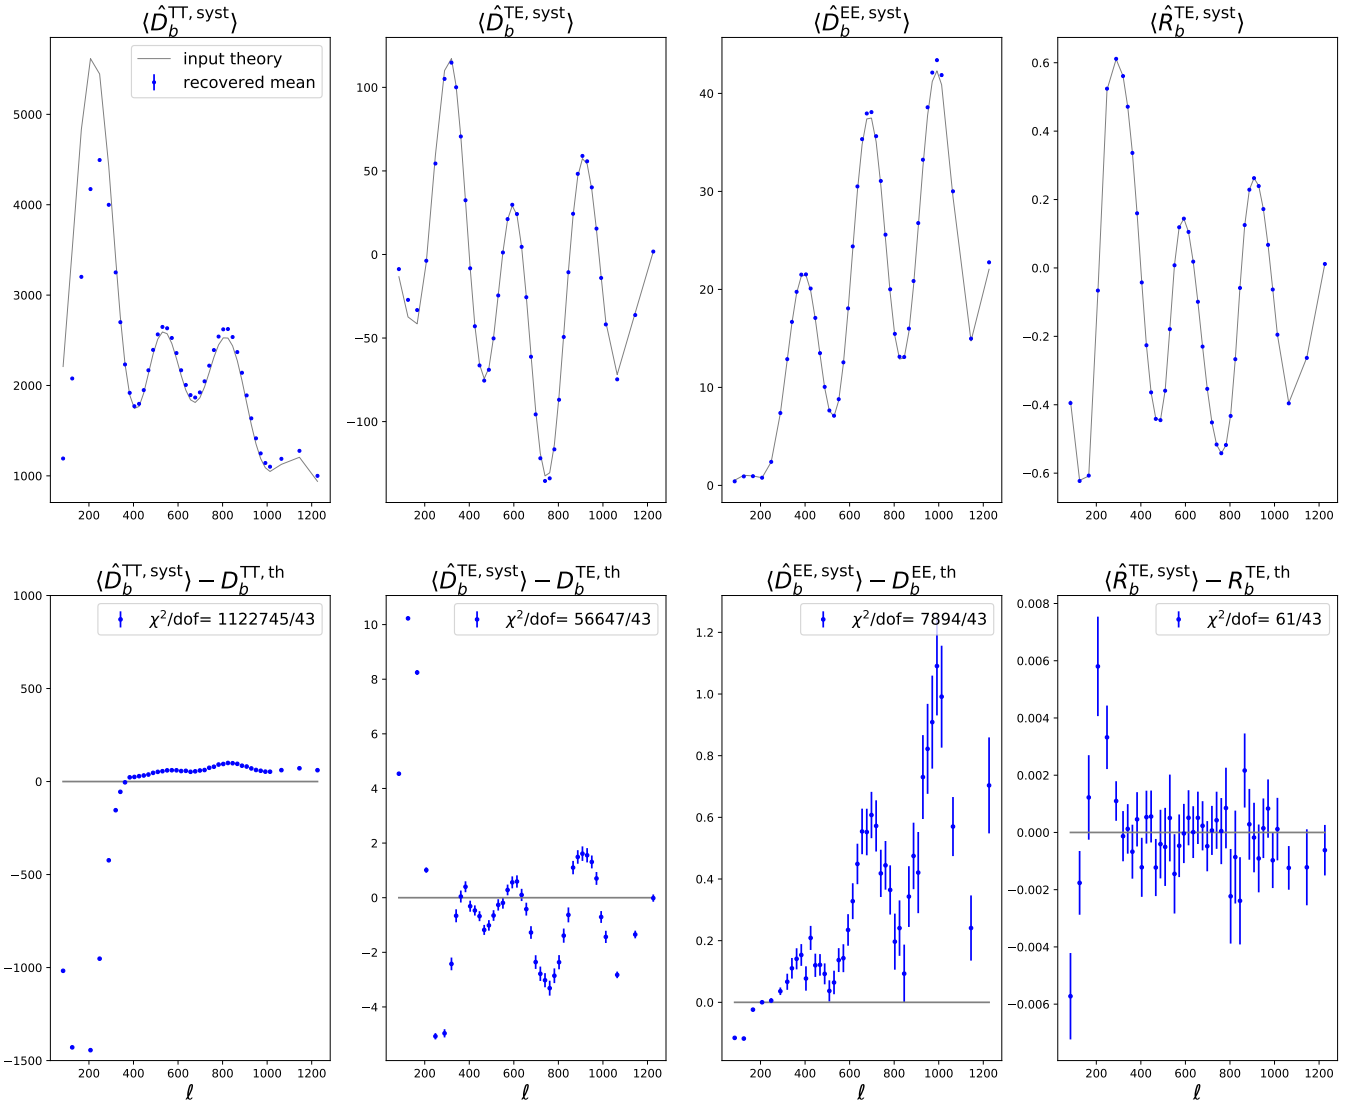 ⟨D̂_b^{TT, syst}⟩
⟨D̂_b^{TE, syst}⟩
⟨D̂_b^{EE, syst}⟩
⟨R̂_b^{TE, syst}⟩
input theory
recovered mean
5000
4000
3000
2000
1000
200 400 600 800 1000 1200
100
50
0
−50
−100
200 400 600 800 1000 1200
40
30
20
10
0
200 400 600 800 1000 1200
0.6
0.4
0.2
0.0
−0.2
−0.4
−0.6
200 400 600 800 1000 1200
⟨D̂_b^{TT, syst}⟩ − D_b^{TT, th}
⟨D̂_b^{TE, syst}⟩ − D_b^{TE, th}
⟨D̂_b^{EE, syst}⟩ − D_b^{EE, th}
⟨R̂_b^{TE, syst}⟩ − R_b^{TE, th}
χ²/dof= 1122745/43
1000
500
0
−500
−1000
−1500
200 400 600 800 1000 1200
ℓ
χ²/dof= 56647/43
10
8
6
4
2
0
−2
−4
200 400 600 800 1000 1200
ℓ
χ²/dof= 7894/43
1.2
1.0
0.8
0.6
0.4
0.2
0.0
200 400 600 800 1000 1200
ℓ
χ²/dof= 61/43
0.008
0.006
0.004
0.002
0.000
−0.002
−0.004
−0.006
200 400 600 800 1000 1200
ℓ